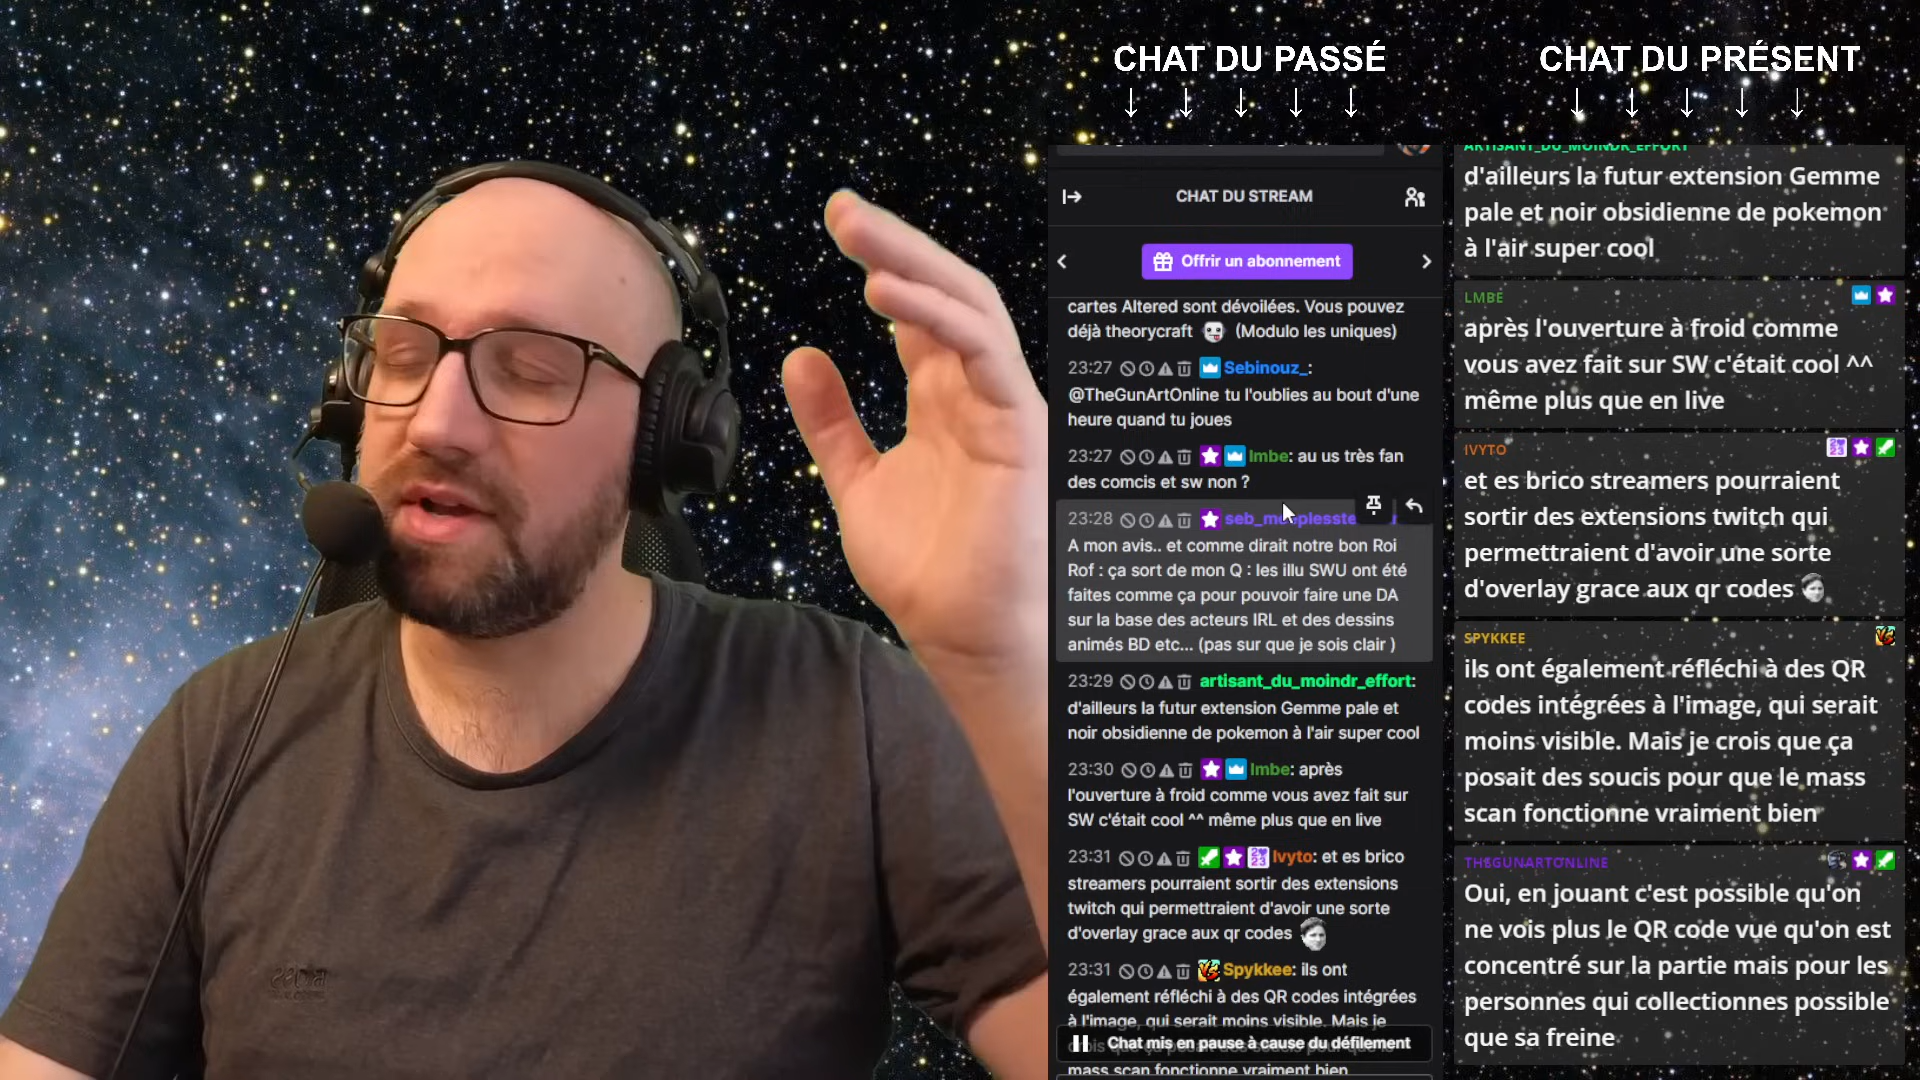 CHAT DU PASSÉ
↓ ↓ ↓ ↓ ↓
CHAT DU STREAM
Offrir un abonnement
cartes Altered sont dévoilées. Vous pouvez
déjà theorycraft (Modulo les uniques)
23:27 Sebinouz_:
@TheGunArtOnline tu l'oublies au bout d'une
heure quand tu joues
23:27 lmbe: au us très fan
des comcis et sw non ?
23:28
A mon avis.. et comme dirait notre bon Roi
Rof : ça sort de mon Q : les illu SWU ont été
faites comme ça pour pouvoir faire une DA
sur la base des acteurs IRL et des dessins
animés BD etc... (pas sur que je sois clair )
23:29 artisant_du_moindr_effort:
d'ailleurs la futur extension Gemme pale et
noir obsidienne de pokemon à l'air super cool
23:30 lmbe: après
l'ouverture à froid comme vous avez fait sur
SW c'était cool ^^ même plus que en live
23:31 Ivyto: et es brico
streamers pourraient sortir des extensions
twitch qui permettraient d'avoir une sorte
d'overlay grace aux qr codes
23:31 Spykkee: ils ont
également réfléchi à des QR codes intégrées
à l'image, qui serait moins visible. Mais je
Chat mis en pause à cause du défilement
mass scan fonctionne vraiment bien
CHAT DU PRÉSENT
↓ ↓ ↓ ↓ ↓
ARTISANT_DU_MOINDR_EFFORT
d'ailleurs la futur extension Gemme
pale et noir obsidienne de pokemon
à l'air super cool
LMBE
après l'ouverture à froid comme
vous avez fait sur SW c'était cool ^^
même plus que en live
IVYTO
et es brico streamers pourraient
sortir des extensions twitch qui
permettraient d'avoir une sorte
d'overlay grace aux qr codes
SPYKKEE
ils ont également réfléchi à des QR
codes intégrées à l'image, qui serait
moins visible. Mais je crois que ça
posait des soucis pour que le mass
scan fonctionne vraiment bien
THEGUNARTONLINE
Oui, en jouant c'est possible qu'on
ne vois plus le QR code vue qu'on est
concentré sur la partie mais pour les
personnes qui collectionnes possible
que sa freine